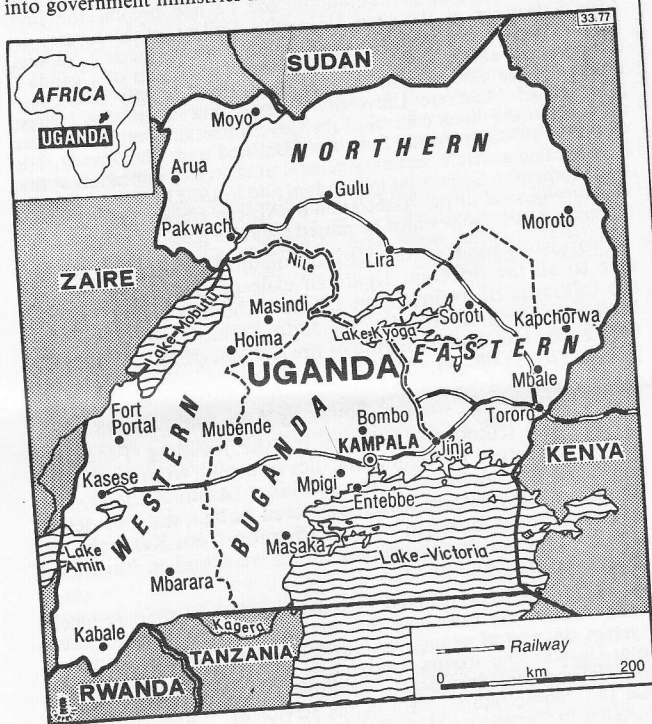 into government ministries
33.77
SUDAN
AFRICA
UGANDA
Moyo
NORTHERN
Arua
Gulu
Moroto
Pakwach
ZAÏRE
Nile
Lira
Lake-Mobutu
Masindi
Soroti
Kapchorwa
Hoima
Lake-Kyoga
EASTERN
UGANDA
Mbale
Fort
Portal
Bombo
Tororo
Mubende
KAMPALA
Jinja
KENYA
WESTERN
BUGANDA
Kasese
Mpigi
Entebbe
Lake
Amin
Masaka
Lake-Victoria
Mbarara
Kabale
Kagera
TANZANIA
Railway
km
0
200
RWANDA